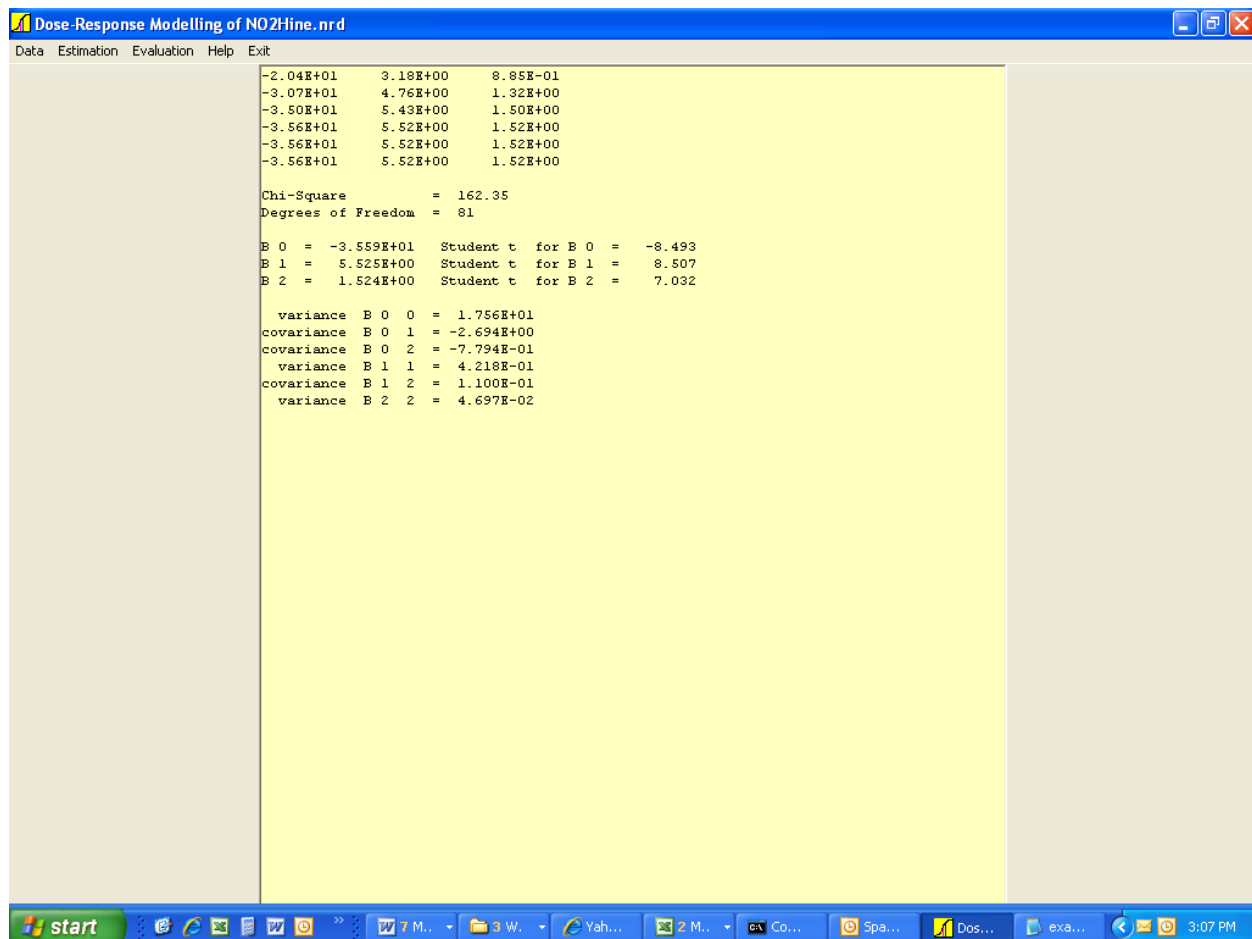 Dose-Response Modelling of NO2Hine.nrd
Data Estimation Evaluation Help Exit
-2.04E+01 3.18E+00 8.85E-01
-3.07E+01 4.76E+00 1.32E+00
-3.50E+01 5.43E+00 1.50E+00
-3.56E+01 5.52E+00 1.52E+00
-3.56E+01 5.52E+00 1.52E+00
-3.56E+01 5.52E+00 1.52E+00
Chi-Square = 162.35
Degrees of Freedom = 81
B 0 = -3.559E+01 Student t for B 0 = -8.493
B 1 = 5.525E+00 Student t for B 1 = 8.507
B 2 = 1.524E+00 Student t for B 2 = 7.032
variance B 0 0 = 1.756E+01
covariance B 0 1 = -2.694E+00
covariance B 0 2 = -7.794E-01
variance B 1 1 = 4.218E-01
covariance B 1 2 = 1.100E-01
variance B 2 2 = 4.697E-02
start » 7 M.. 3 W. Yah... 2 M.. Co... Spa... Dos... exa... 3:07 PM